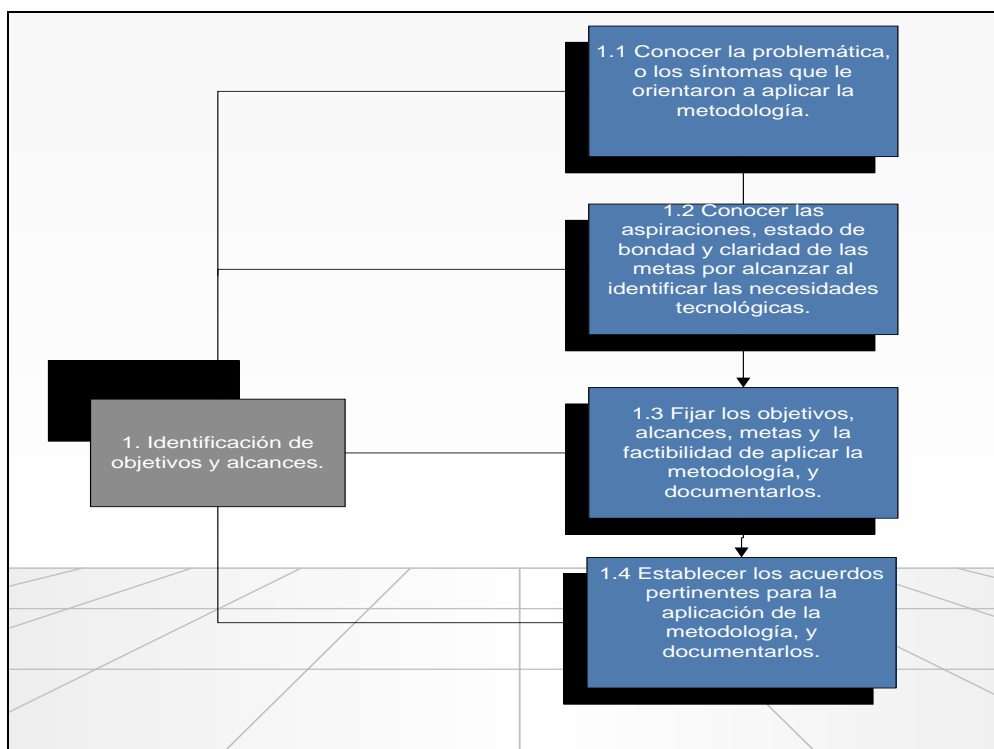 1.1 Conocer la problemática,
o los síntomas que le
orientaron a aplicar la
metodología.
1.2 Conocer las
aspiraciones, estado de
bondad y claridad de las
metas por alcanzar al
identificar las necesidades
tecnológicas.
1. Identificación de
objetivos y alcances.
1.3 Fijar los objetivos,
alcances, metas y la
factibilidad de aplicar la
metodología, y
documentarlos.
1.4 Establecer los acuerdos
pertinentes para la
aplicación de la
metodología, y
documentarlos.